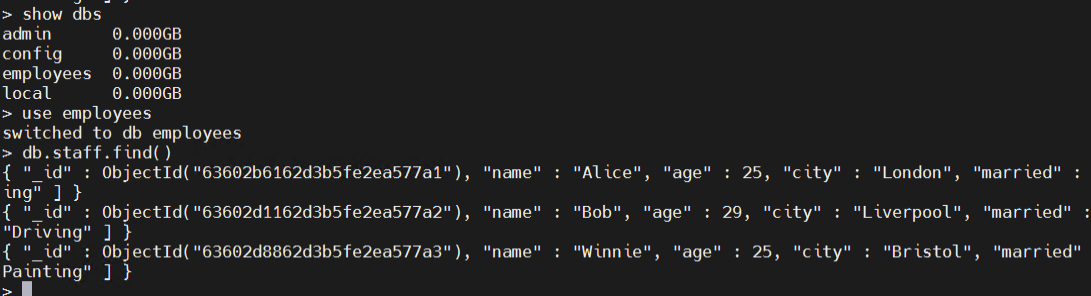 > show dbs
admin      0.000GB
config     0.000GB
employees  0.000GB
local      0.000GB
> use employees
switched to db employees
> db.staff.find()
{ "_id" : ObjectId("63602b6162d3b5fe2ea577a1"), "name" : "Alice", "age" : 25, "city" : "London", "married" :
ing" ] }
{ "_id" : ObjectId("63602d1162d3b5fe2ea577a2"), "name" : "Bob", "age" : 29, "city" : "Liverpool", "married" :
"Driving" ] }
{ "_id" : ObjectId("63602d8862d3b5fe2ea577a3"), "name" : "Winnie", "age" : 25, "city" : "Bristol", "married"
Painting" ] }
>